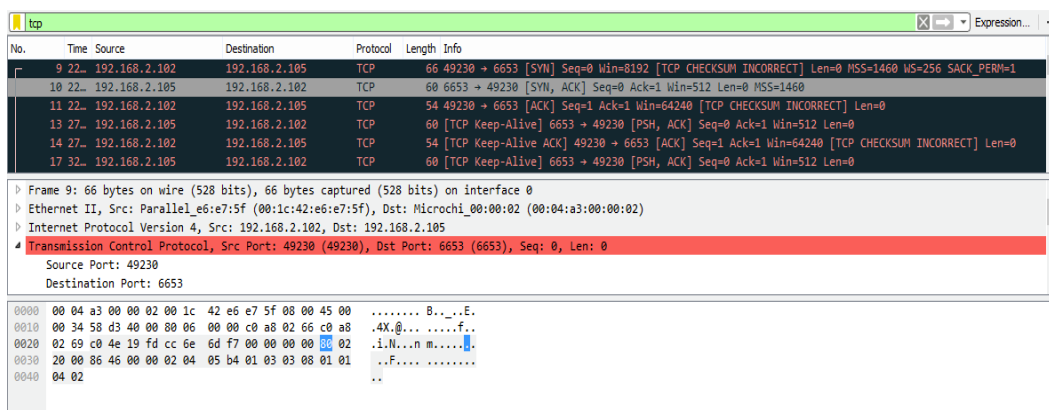 tcp Expression...
No. Time Source Destination Protocol Length Info
9 22… 192.168.2.102 192.168.2.105 TCP 66 49230 → 6653 [SYN] Seq=0 Win=8192 [TCP CHECKSUM INCORRECT] Len=0 MSS=1460 WS=256 SACK_PERM=1
10 22… 192.168.2.105 192.168.2.102 TCP 60 6653 → 49230 [SYN, ACK] Seq=0 Ack=1 Win=512 Len=0 MSS=1460
11 22… 192.168.2.102 192.168.2.105 TCP 54 49230 → 6653 [ACK] Seq=1 Ack=1 Win=64240 [TCP CHECKSUM INCORRECT] Len=0
13 27… 192.168.2.105 192.168.2.102 TCP 60 [TCP Keep-Alive] 6653 → 49230 [PSH, ACK] Seq=0 Ack=1 Win=512 Len=0
14 27… 192.168.2.102 192.168.2.105 TCP 54 [TCP Keep-Alive ACK] 49230 → 6653 [ACK] Seq=1 Ack=1 Win=64240 [TCP CHECKSUM INCORRECT] Len=0
17 32… 192.168.2.105 192.168.2.102 TCP 60 [TCP Keep-Alive] 6653 → 49230 [PSH, ACK] Seq=0 Ack=1 Win=512 Len=0
Frame 9: 66 bytes on wire (528 bits), 66 bytes captured (528 bits) on interface 0
Ethernet II, Src: Parallel_e6:e7:5f (00:1c:42:e6:e7:5f), Dst: Microchi_00:00:02 (00:04:a3:00:00:02)
Internet Protocol Version 4, Src: 192.168.2.102, Dst: 192.168.2.105
Transmission Control Protocol, Src Port: 49230 (49230), Dst Port: 6653 (6653), Seq: 0, Len: 0
Source Port: 49230
Destination Port: 6653
0000 00 04 a3 00 00 02 00 1c 42 e6 e7 5f 08 00 45 00 ........ B.._..E.
0010 00 34 58 d3 40 00 80 06 00 00 c0 a8 02 66 c0 a8 .4X.@... .....f..
0020 02 69 c0 4e 19 fd cc 6e 6d f7 00 00 00 00 80 02 .i.N...n m.......
0030 20 00 86 46 00 00 02 04 05 b4 01 03 03 08 01 01 ..F.... ........
0040 04 02 ..